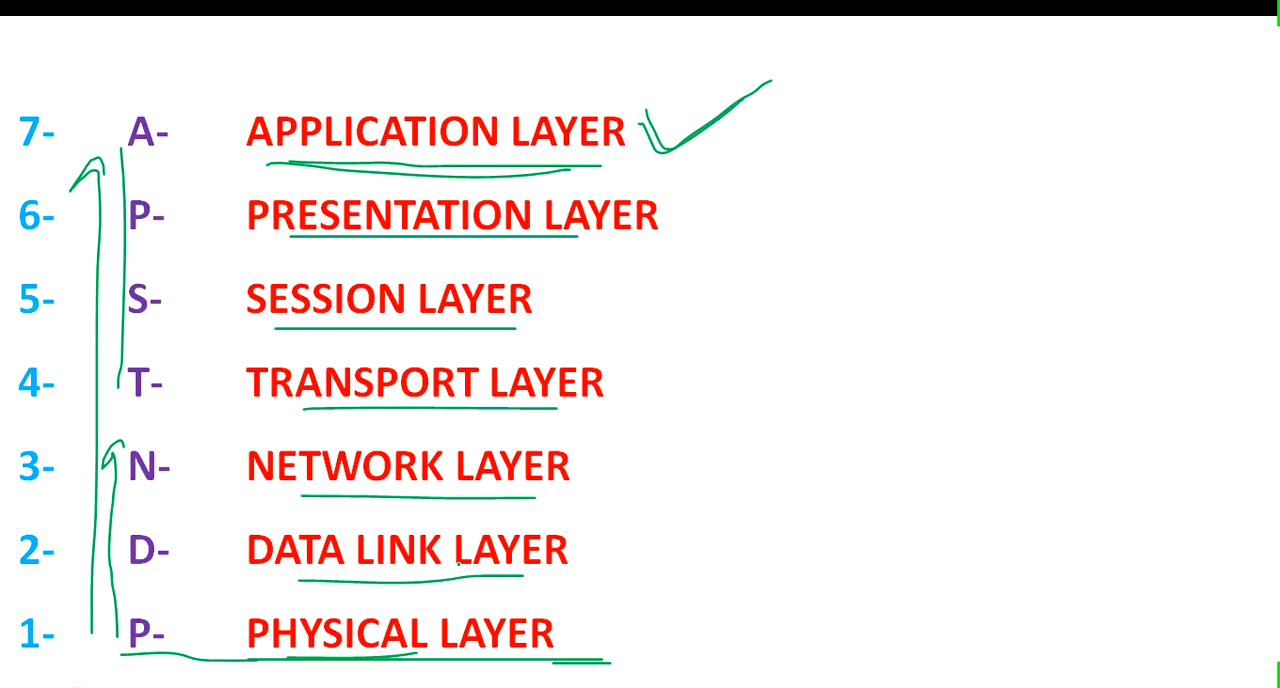 7- A- APPLICATION LAYER
6- P- PRESENTATION LAYER
5- S- SESSION LAYER
4- T- TRANSPORT LAYER
3- N- NETWORK LAYER
2- D- DATA LINK LAYER
1- P- PHYSICAL LAYER